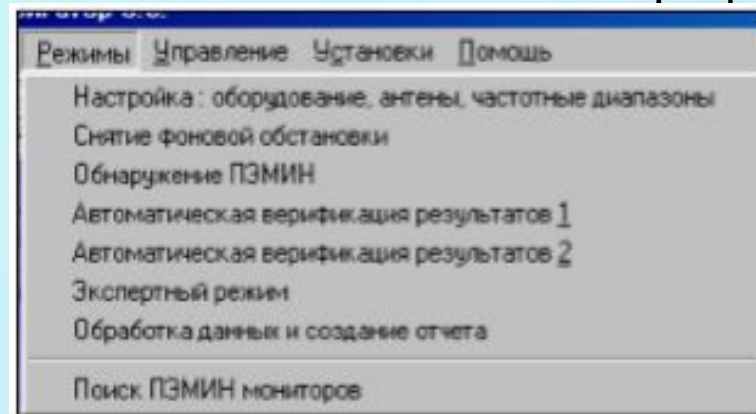 Режимы Управление Установки Помощь
Настройка : оборудование, антены, частотные диапазоны
Снятие фоновой обстановки
Обнаружение ПЭМИН
Автоматическая верификация результатов 1
Автоматическая верификация результатов 2
Экспертный режим
Обработка данных и создание отчета
Поиск ПЭМИН мониторов